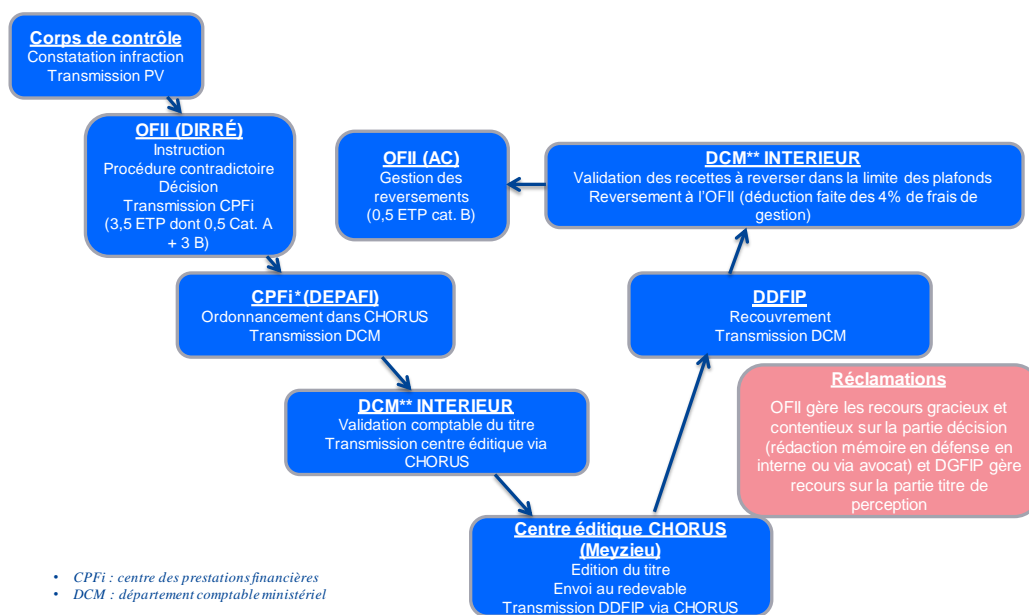 Corps de contrôle
Constatation infraction
Transmission PV
OFII (DIRRÉ)
Instruction
Procédure contradictoire
Décision
Transmission CPFi
(3,5 ETP dont 0,5 Cat. A
+ 3 B)
CPFi* (DEPAFI)
Ordonnancement dans CHORUS
Transmission DCM
DCM** INTERIEUR
Validation comptable du titre
Transmission centre éditique via
CHORUS
Centre éditique CHORUS
(Meyzieu)
Edition du titre
Envoi au redevable
Transmission DDFIP via CHORUS
DDFIP
Recouvrement
Transmission DCM
DCM** INTERIEUR
Validation des recettes à reverser dans la limite des plafonds
Reversement à l'OFII (déduction faite des 4% de frais de
gestion)
OFII (AC)
Gestion des
reversements
(0,5 ETP cat. B)
Réclamations
OFII gère les recours gracieux et
contentieux sur la partie décision
(rédaction mémoire en défense en
interne ou via avocat) et DGFIP gère
recours sur la partie titre de
perception
• CPFi : centre des prestations financières
• DCM : département comptable ministériel